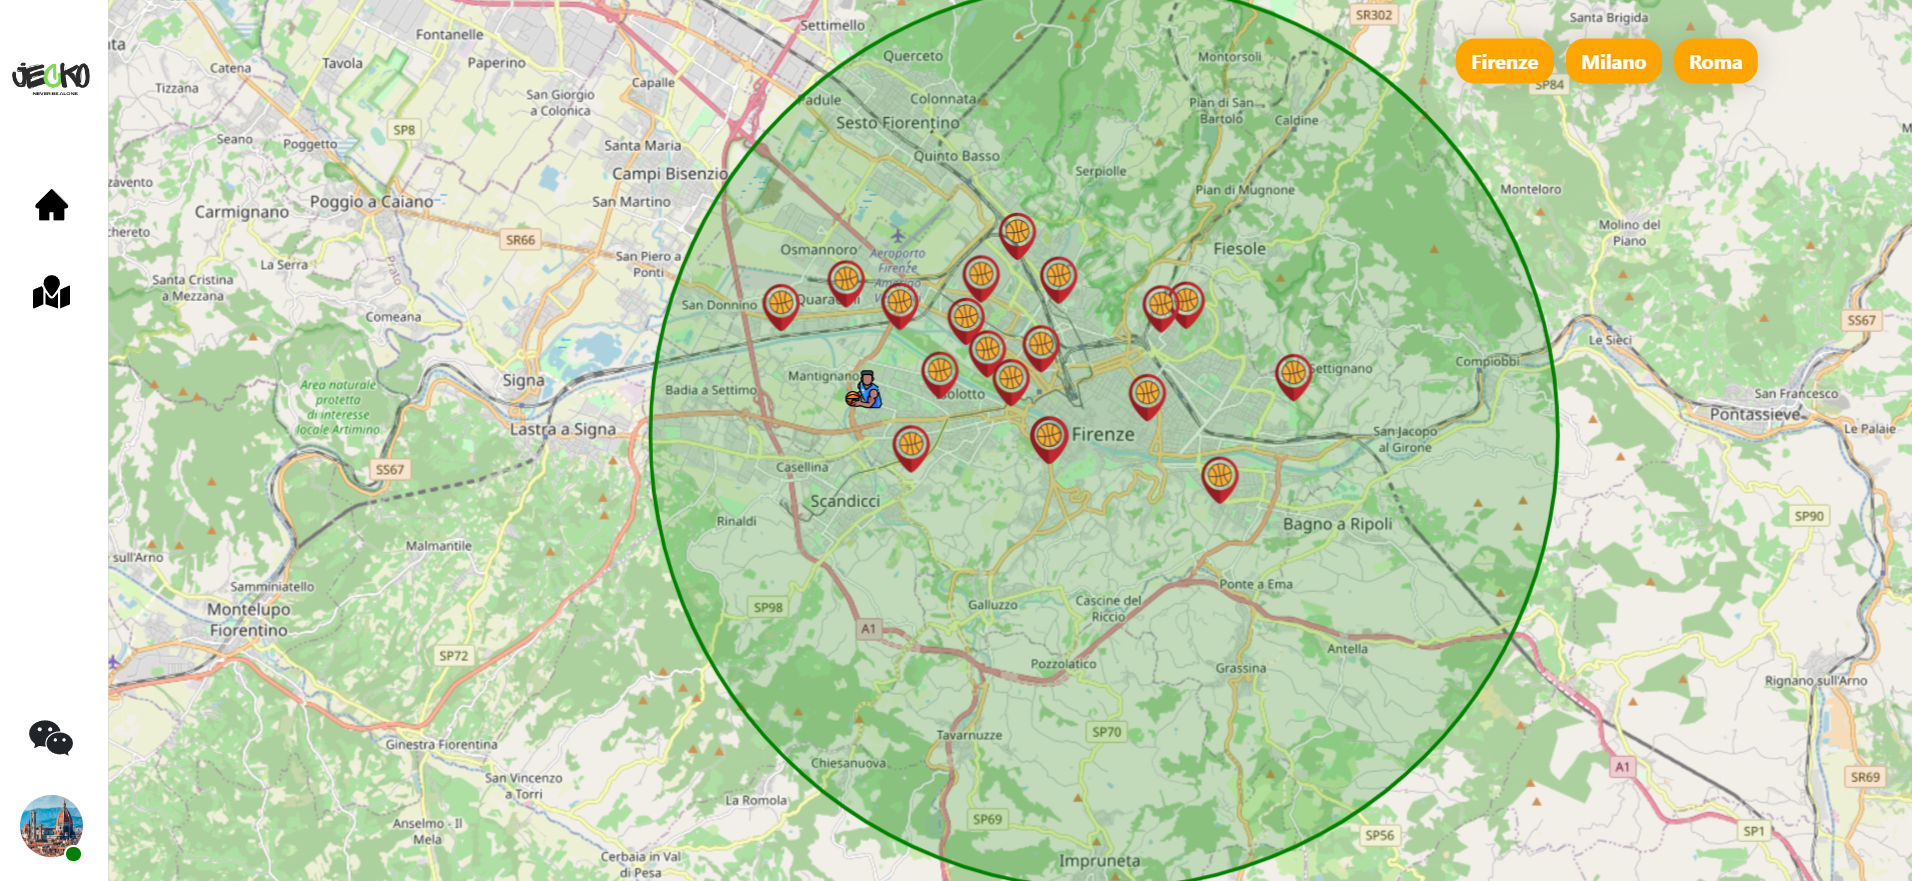 JECKO
NEVER BE ALONE
Firenze
Milano
Roma
Settimello
SR302
Santa Brigida
Fontanelle
Querceto
Montorsoli
Catena
Tavola
Paperino
Capalle
SP84
Tizzana
San Giorgio
a Colonica
Padule
Colonnata
Pian di San
Bartolo
Caldine
SP8
Sesto Fiorentino
Seano
Poggetto
Santa Maria
Quinto Basso
Campi Bisenzio
Serpiolle
Pian di Mugnone
Monteloro
Carmignano
Poggio a Caiano
San Martino
Molino del
Piano
SR66
Osmannoro
Fiesole
San Piero a
Ponti
Aeroporto
Firenze
La Serra
Prato
Santa Cristina
a Mezzana
San Donnino
Comeana
SS67
Le Sieci
Compiobbi
Settignano
Signa
Mantignano
Badia a Settimo
Area naturale
protetta
di interesse
locale Artimino
San Francesco
Pontassieve
Le Palaie
Lastra a Signa
Firenze
San Jacopo
al Girone
SS67
Casellina
Scandicci
Rinaldi
Bagno a Ripoli
SP90
sull'Arno
Malmantile
Samminiatello
Ponte a Ema
Montelupo
Fiorentino
SP98
Galluzzo
Cascine del
Riccio
A1
SP72
Pozzolatico
Antella
Grassina
Rignano sull'Arno
Tavarnuzze
SP70
Ginestra Fiorentina
Chiesanuova
A1
San Vincenzo
a Torri
SR69
La Romola
Anselmo - Il
Mela
SP69
SP56
SP1
Cerbaia in Val
di Pesa
Impruneta